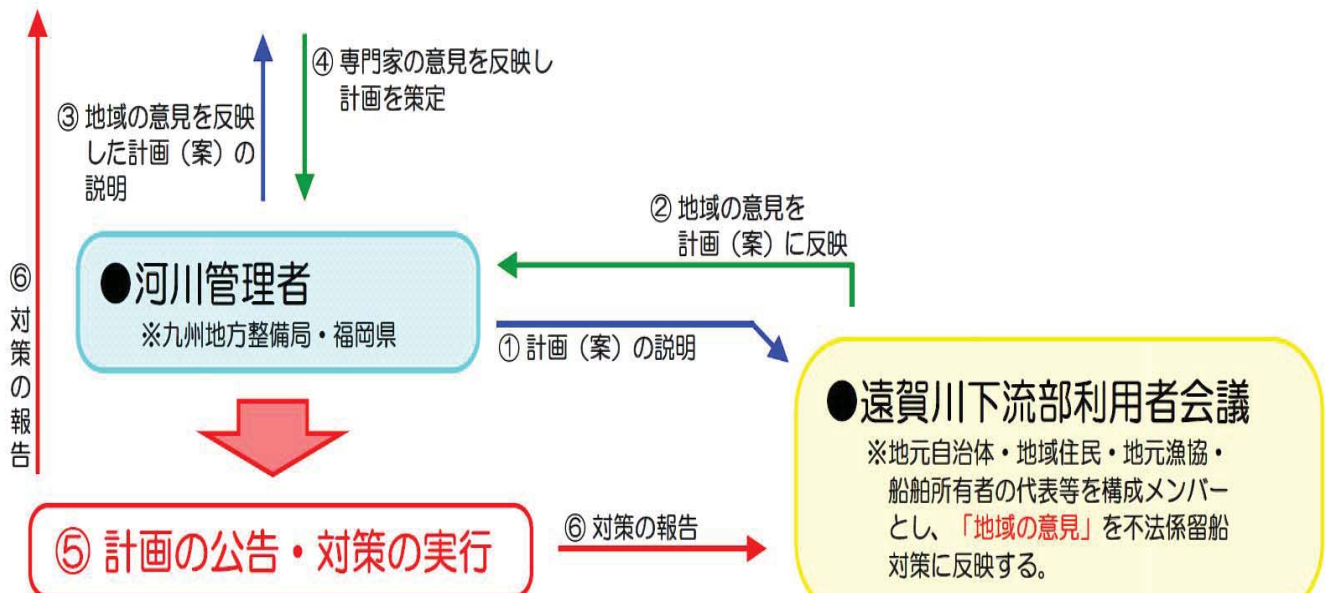 ④ 専門家の意見を反映し
計画を策定
③ 地域の意見を反映
した計画（案）の
説明
② 地域の意見を
計画（案）に反映
⑥対策の報告
●河川管理者
※九州地方整備局・福岡県
① 計画（案）の説明
●遠賀川下流部利用者会議
※地元自治体・地域住民・地元漁協・
船舶所有者の代表等を構成メンバー
とし、「地域の意見」を不法係留船
対策に反映する。
⑤ 計画の公告・対策の実行
⑥ 対策の報告